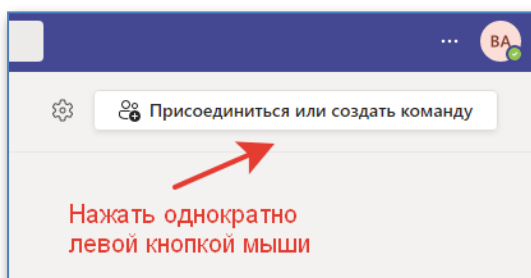 ВА
Присоединиться или создать команду
Нажать однократно
левой кнопкой мыши